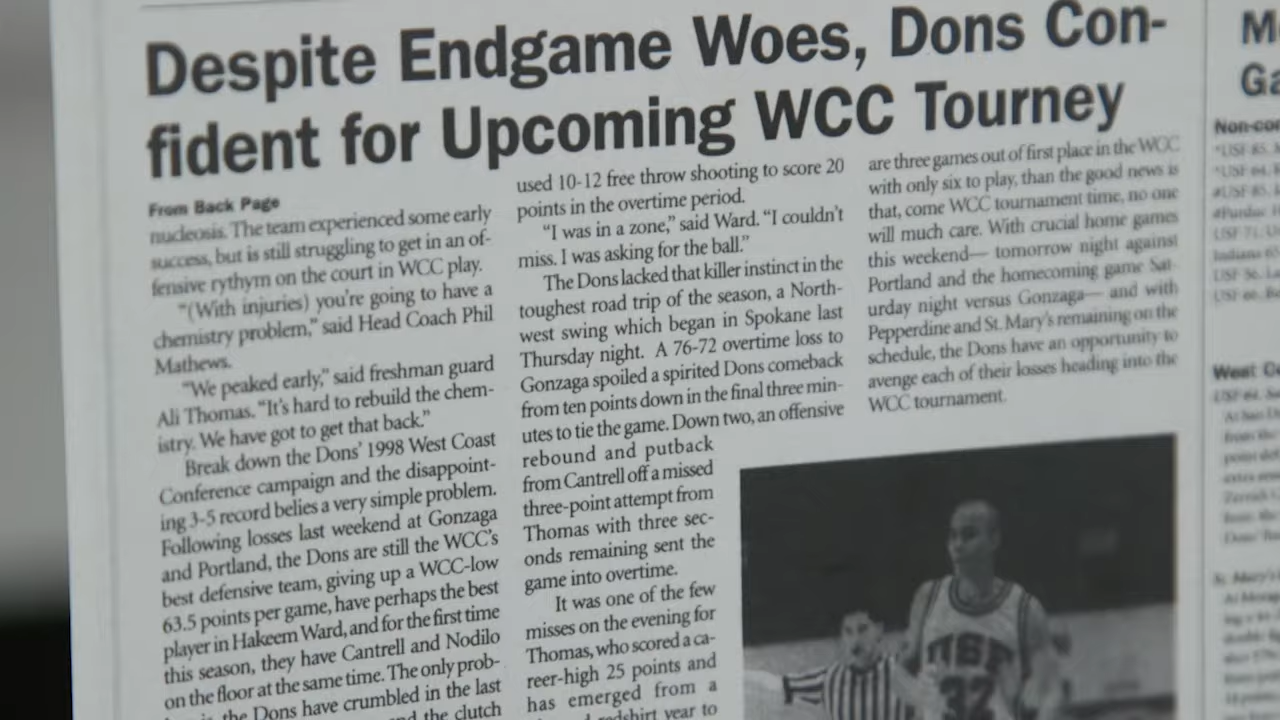 Despite Endgame Woes, Dons Con-
fident for Upcoming WCC Tourney
From Back Page
nucleosis. The team experienced some early
success, but is still struggling to get in an of-
fensive rythym on the court in WCC play.
"(With injuries) you're going to have a
chemistry problem," said Head Coach Phil
Mathews.
"We peaked early," said freshman guard
Ali Thomas. "It's hard to rebuild the chem-
istry. We have got to get that back."
Break down the Dons' 1998 West Coast
Conference campaign and the disappoint-
ing 3-5 record belies a very simple problem.
Following losses last weekend at Gonzaga
and Portland, the Dons are still the WCC's
best defensive team, giving up a WCC-low
63.5 points per game, have perhaps the best
player in Hakeem Ward, and for the first time
this season, they have Cantrell and Nodilo
on the floor at the same time. The only prob-
the Dons have crumbled in the last
the clutch
used 10-12 free throw shooting to score 20
points in the overtime period.
"I was in a zone," said Ward. "I couldn't
miss. I was asking for the ball."
The Dons lacked that killer instinct in the
toughest road trip of the season, a North-
west swing which began in Spokane last
Thursday night. A 76-72 overtime loss to
Gonzaga spoiled a spirited Dons comeback
from ten points down in the final three min-
utes to tie the game. Down two, an offensive
rebound and putback
from Cantrell off a missed
three-point attempt from
Thomas with three sec-
onds remaining sent the
game into overtime.
It was one of the few
misses on the evening for
Thomas, who scored a ca-
reer-high 25 points and
has emerged from a
redshirt year to
are three games out of first place in the WCC
with only six to play, than the good news is
that, come WCC tournament time, no one
will much care. With crucial home games
this weekend— tomorrow night against
Portland and the homecoming game Sat-
urday night versus Gonzaga— and with
Pepperdine and St. Mary's remaining on the
schedule, the Dons have an opportunity to
avenge each of their losses heading into the
WCC tournament.
USF
32